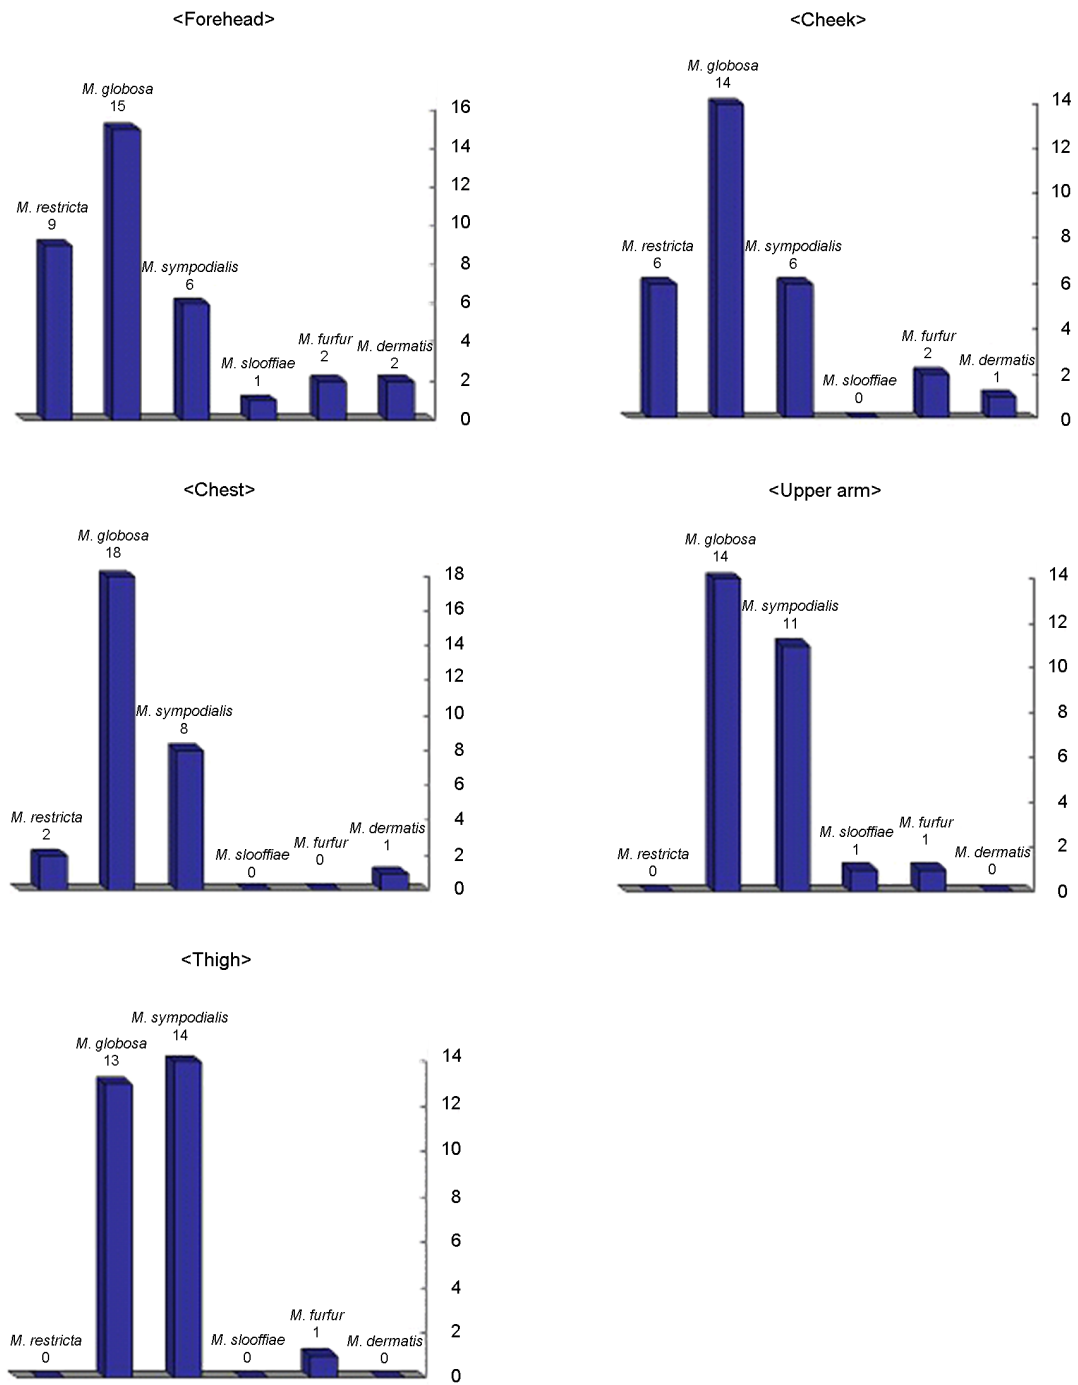 <Forehead>
M. globosa
15
M. restricta
9
M. sympodialis
6
M. slooffiae
1
M. furfur
2
M. dermatis
2
16
14
12
10
8
6
4
2
0
<Cheek>
M. globosa
14
M. restricta
6
M. sympodialis
6
M. slooffiae
0
M. furfur
2
M. dermatis
1
14
12
10
8
6
4
2
0
<Chest>
M. globosa
18
M. sympodialis
8
M. restricta
2
M. slooffiae
0
M. furfur
0
M. dermatis
1
18
16
14
12
10
8
6
4
2
0
<Upper arm>
M. globosa
14
M. sympodialis
11
M. restricta
0
M. slooffiae
1
M. furfur
1
M. dermatis
0
14
12
10
8
6
4
2
0
<Thigh>
M. sympodialis
14
M. globosa
13
M. restricta
0
M. slooffiae
0
M. furfur
1
M. dermatis
0
14
12
10
8
6
4
2
0